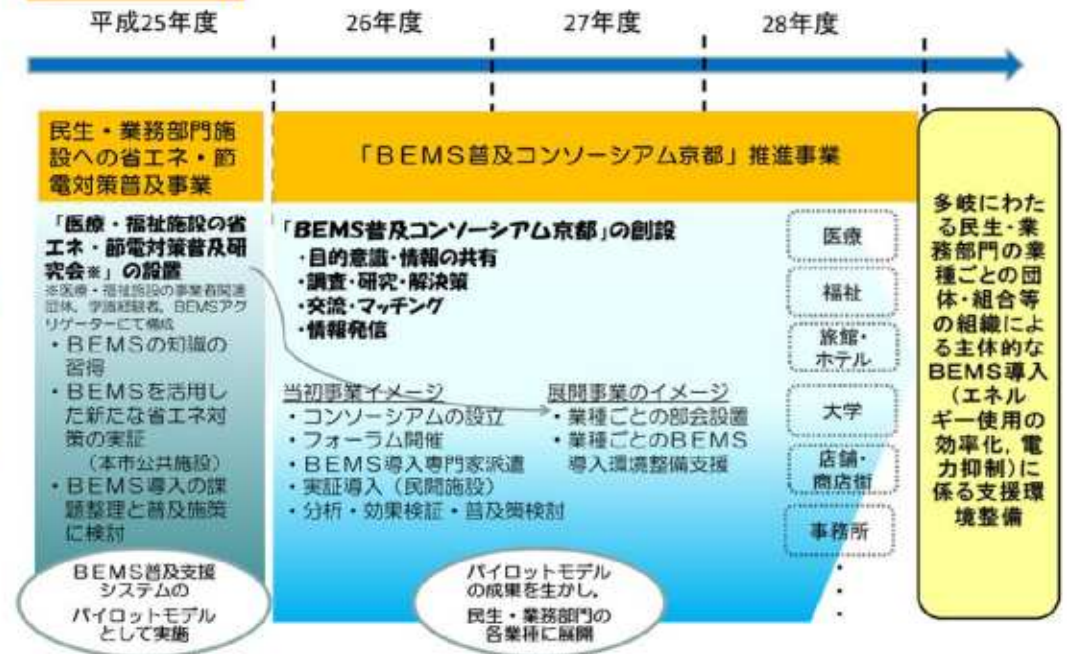 平成25年度
26年度
27年度
28年度
民生・業務部門施
設への省エネ・節
電対策普及事業
「医療・福祉施設の省
エネ・節電対策普及研
究会※」の設置
※医療・福祉施設の事業者関連
団体、学識経験者、BEMSアグ
リゲーターにて構成
・BEMSの知識の
習得
・BEMSを活用し
た新たな省エネ対
策の実証
(本市公共施設)
・BEMS導入の課
題整理と普及施策
に検討
BEMS普及支援
システムの
パイロットモデル
として実施
「BEMS普及コンソーシアム京都」推進事業
「BEMS普及コンソーシアム京都」の創設
・目的意識・情報の共有
・調査・研究・解決策
・交流・マッチング
・情報発信
当初事業イメージ
・コンソーシアムの設立
・フォーラム開催
・BEMS導入専門家派遣
・実証導入(民間施設)
・分析・効果検証・普及策検討
展開事業のイメージ
・業種ごとの部会設置
・業種ごとのBEMS
導入環境整備支援
パイロットモデル
の成果を生かし、
民生・業務部門の
各業種に展開
医療
福祉
旅館・
ホテル
大学
店舗・
商店街
事務所
・
・
・
多岐にわた
る民生・業
務部門の業
種ごとの団
体・組合等
の組織によ
る主体的な
BEMS導入
(エネル
ギー使用の
効率化,電
力抑制)に
係る支援環
境整備